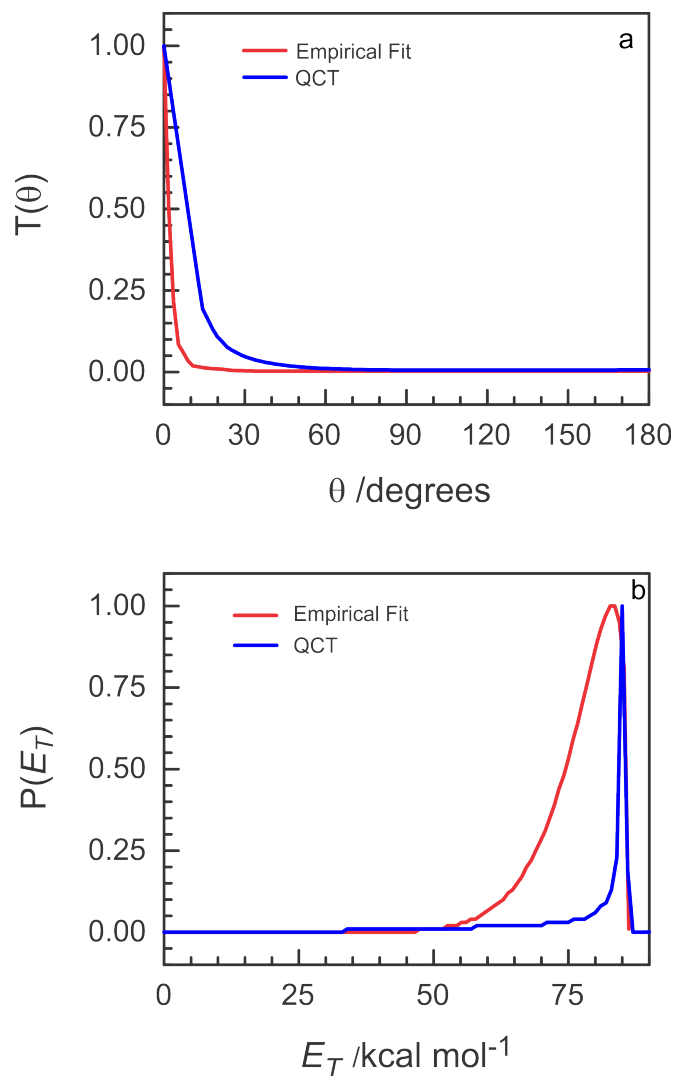 a
Empirical Fit
QCT
1.00
0.75
0.50
0.25
0.00
T(θ)
0 30 60 90 120 150 180
θ /degrees
b
Empirical Fit
QCT
1.00
0.75
0.50
0.25
0.00
P(E_T)
0 25 50 75
E_T /kcal mol⁻¹